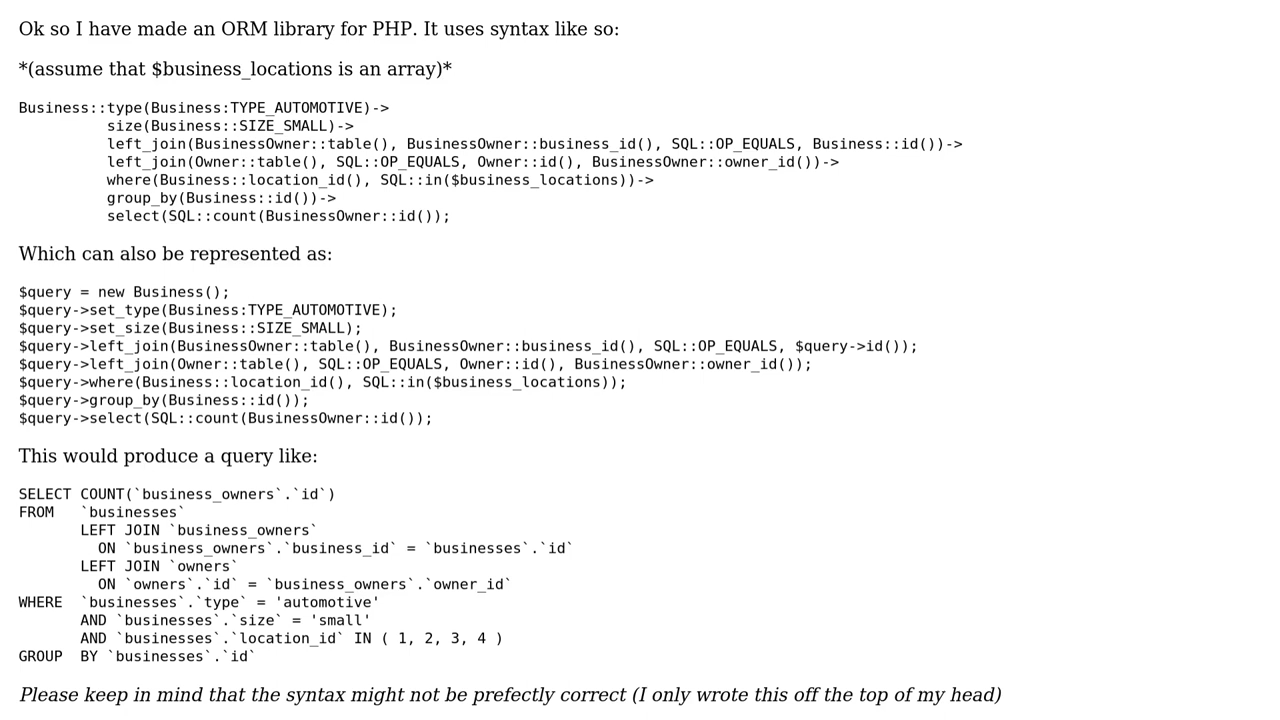 Ok so I have made an ORM library for PHP. It uses syntax like so:
*(assume that $business_locations is an array)*
Business::type(Business:TYPE_AUTOMOTIVE)->
          size(Business::SIZE_SMALL)->
          left_join(BusinessOwner::table(), BusinessOwner::business_id(), SQL::OP_EQUALS, Business::id())->
          left_join(Owner::table(), SQL::OP_EQUALS, Owner::id(), BusinessOwner::owner_id())->
          where(Business::location_id(), SQL::in($business_locations))->
          group_by(Business::id())->
          select(SQL::count(BusinessOwner::id());
Which can also be represented as:
$query = new Business();
$query->set_type(Business:TYPE_AUTOMOTIVE);
$query->set_size(Business::SIZE_SMALL);
$query->left_join(BusinessOwner::table(), BusinessOwner::business_id(), SQL::OP_EQUALS, $query->id());
$query->left_join(Owner::table(), SQL::OP_EQUALS, Owner::id(), BusinessOwner::owner_id());
$query->where(Business::location_id(), SQL::in($business_locations));
$query->group_by(Business::id());
$query->select(SQL::count(BusinessOwner::id());
This would produce a query like:
SELECT COUNT(`business_owners`.`id`)
FROM   `businesses`
       LEFT JOIN `business_owners`
         ON `business_owners`.`business_id` = `businesses`.`id`
       LEFT JOIN `owners`
         ON `owners`.`id` = `business_owners`.`owner_id`
WHERE  `businesses`.`type` = 'automotive'
       AND `businesses`.`size` = 'small'
       AND `businesses`.`location_id` IN ( 1, 2, 3, 4 )
GROUP  BY `businesses`.`id`
Please keep in mind that the syntax might not be prefectly correct (I only wrote this off the top of my head)